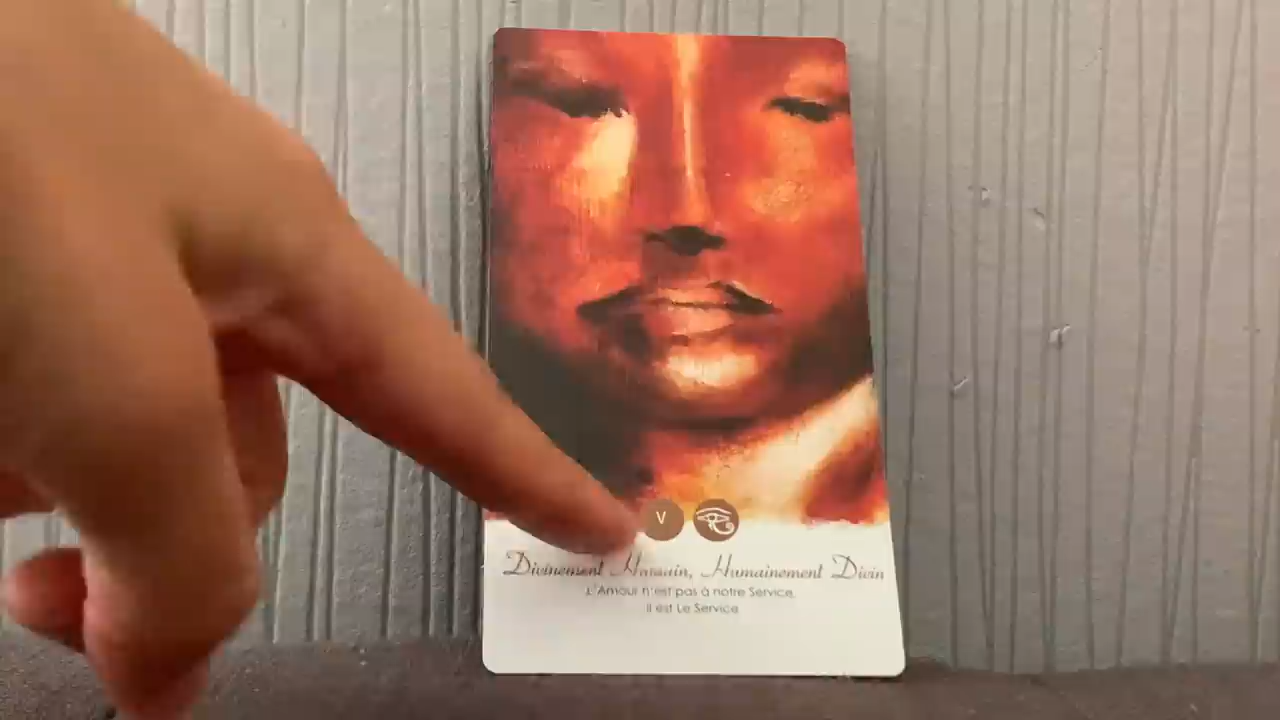 V
Divinement Humain, Humainement Divin
L'Amour n'est pas à notre Service,
il est Le Service